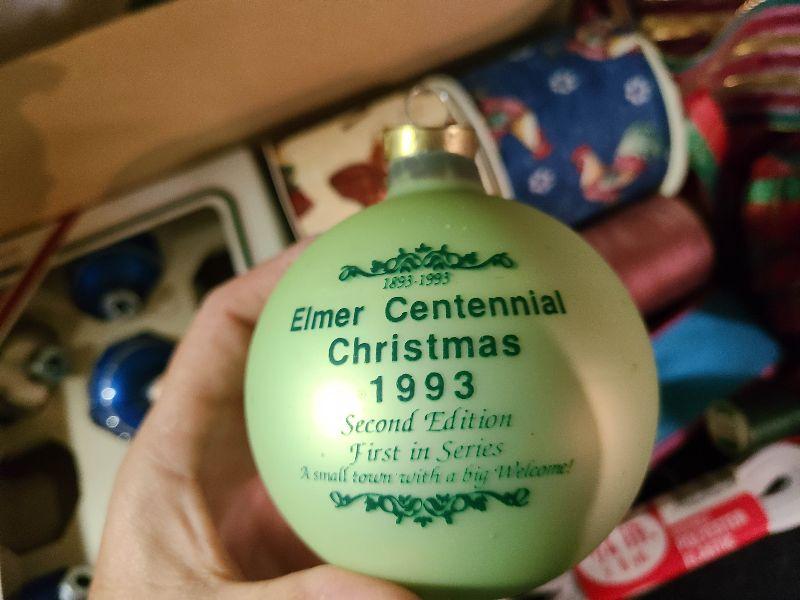 1893-1993
Elmer Centennial
Christmas
1993
Second Edition
First in Series
A small town with a big Welcome!